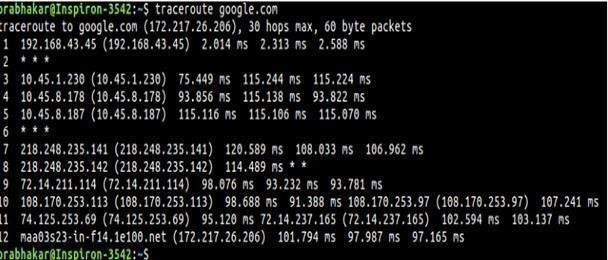 prabhakar@Inspiron-3542:~$ traceroute google.com
traceroute to google.com (172.217.26.206), 30 hops max, 60 byte packets
1 192.168.43.45 (192.168.43.45) 2.014 ms 2.313 ms 2.588 ms
2 * * *
3 10.45.1.230 (10.45.1.230) 75.449 ms 115.244 ms 115.224 ms
4 10.45.8.178 (10.45.8.178) 93.856 ms 115.138 ms 93.822 ms
5 10.45.8.187 (10.45.8.187) 115.116 ms 115.106 ms 115.070 ms
6 * * *
7 218.248.235.141 (218.248.235.141) 120.589 ms 108.033 ms 106.962 ms
8 218.248.235.142 (218.248.235.142) 114.489 ms * *
9 72.14.211.114 (72.14.211.114) 98.076 ms 93.232 ms 93.781 ms
10 108.170.253.113 (108.170.253.113) 98.688 ms 91.388 ms 108.170.253.97 (108.170.253.97) 107.241 ms
11 74.125.253.69 (74.125.253.69) 95.120 ms 72.14.237.165 (72.14.237.165) 102.594 ms 103.137 ms
12 maa03s23-in-f14.1e100.net (172.217.26.206) 101.794 ms 97.987 ms 97.165 ms
prabhakar@Inspiron-3542:~$